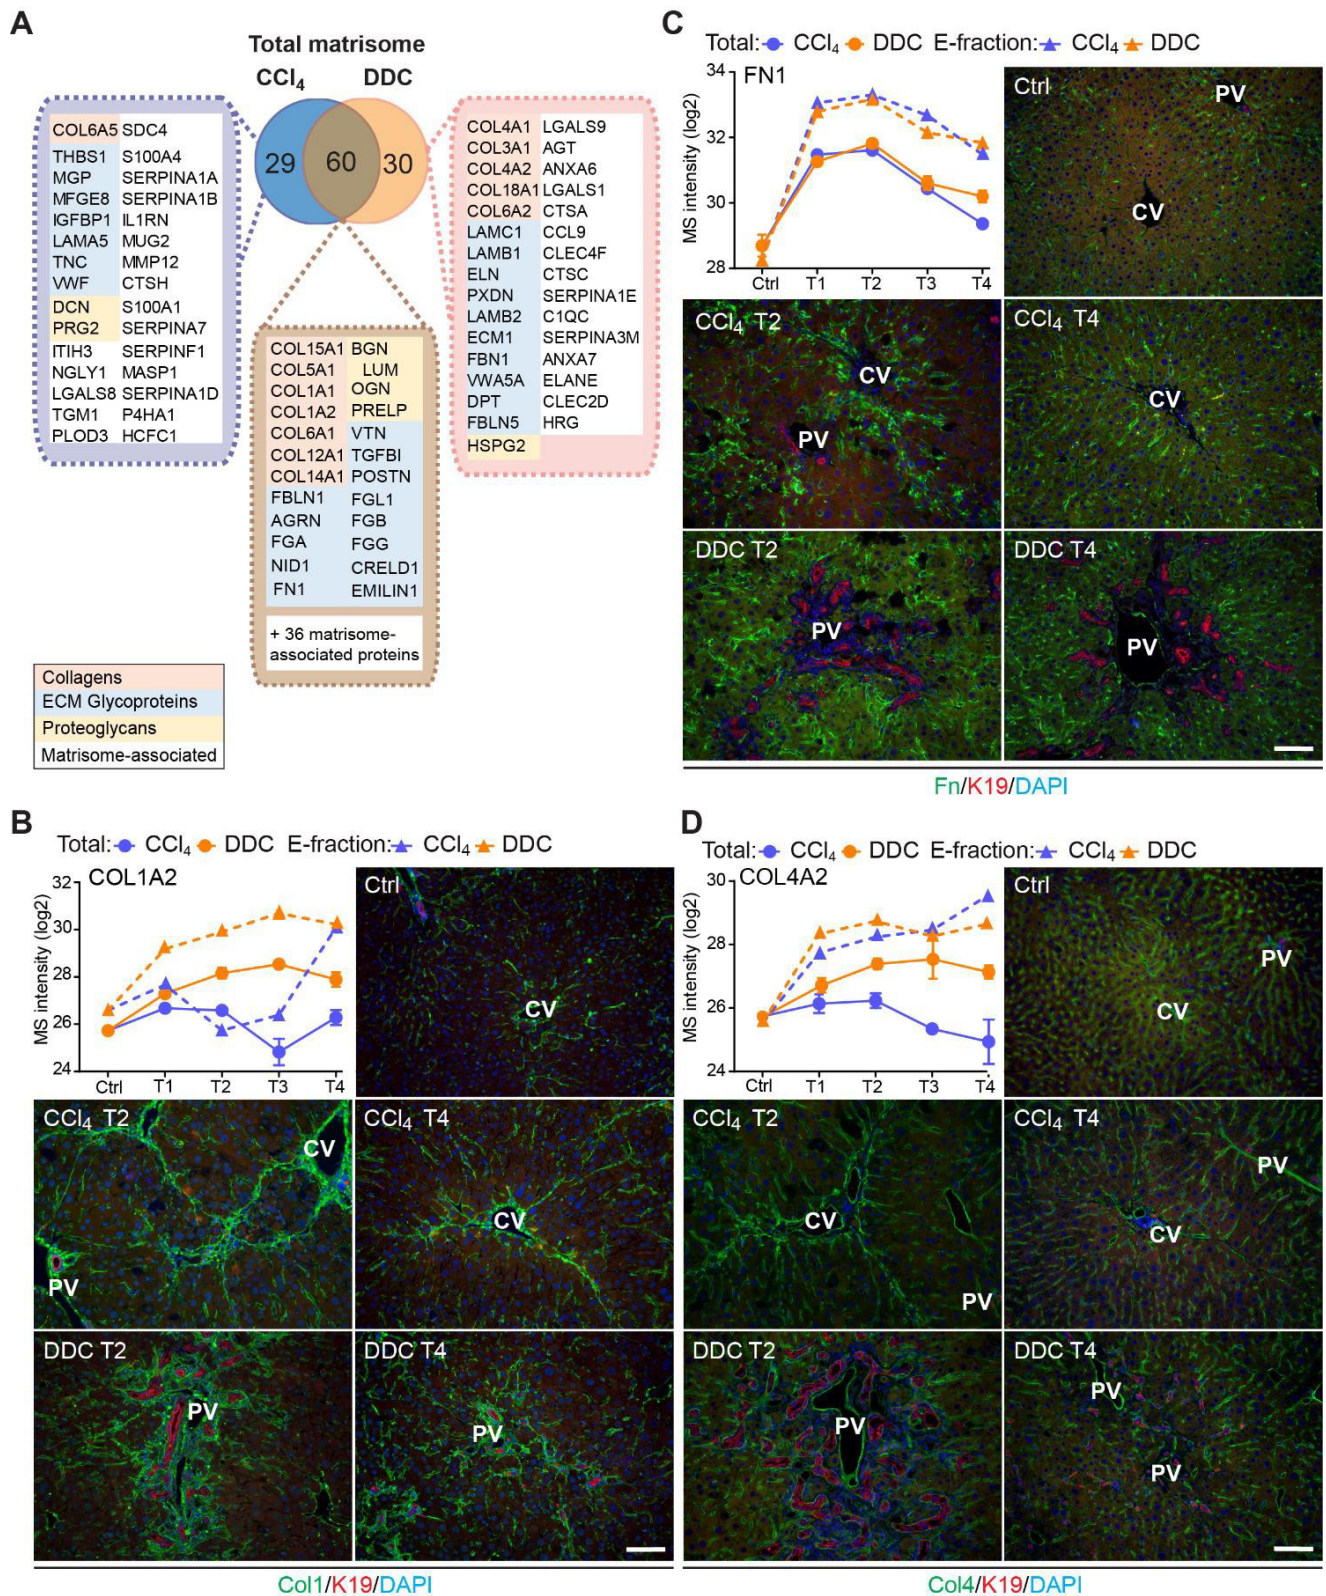 A
Total matrisome
CCl4
DDC
29
60
30
COL6A5 SDC4
THBS1 S100A4
MGP SERPINA1A
MFGE8 SERPINA1B
IGFBP1 IL1RN
LAMA5 MUG2
TNC MMP12
VWF CTSH
DCN S100A1
PRG2 SERPINA7
ITIH3 SERPINF1
NGLY1 MASP1
LGALS8 SERPINA1D
TGM1 P4HA1
PLOD3 HCFC1
COL15A1 BGN
COL5A1 LUM
COL1A1 OGN
COL1A2 PRELP
COL6A1 VTN
COL12A1 TGFBI
COL14A1 POSTN
FBLN1 FGL1
AGRN FGB
FGA FGG
NID1 CRELD1
FN1 EMILIN1
+ 36 matrisome-
associated proteins
COL4A1 LGALS9
COL3A1 AGT
COL4A2 ANXA6
COL18A1 LGALS1
COL6A2 CTSA
LAMC1 CCL9
LAMB1 CLEC4F
ELN CTSC
PXDN SERPINA1E
LAMB2 C1QC
ECM1 SERPINA3M
FBN1 ANXA7
VWA5A ELANE
DPT CLEC2D
FBLN5 HRG
HSPG2
Collagens
ECM Glycoproteins
Proteoglycans
Matrisome-associated
B
Total: CCl4 DDC E-fraction: CCl4 DDC
COL1A2
MS intensity (log2)
32
30
28
26
24
Ctrl T1 T2 T3 T4
Ctrl
CV
CCl4 T2
CV
PV
CCl4 T4
CV
DDC T2
PV
DDC T4
PV
Col1/K19/DAPI
C
Total: CCl4 DDC E-fraction: CCl4 DDC
FN1
MS intensity (log2)
34
32
30
28
Ctrl T1 T2 T3 T4
Ctrl
PV
CV
CCl4 T2
CV
PV
CCl4 T4
CV
DDC T2
PV
DDC T4
PV
Fn/K19/DAPI
D
Total: CCl4 DDC E-fraction: CCl4 DDC
COL4A2
MS intensity (log2)
30
28
26
24
Ctrl T1 T2 T3 T4
Ctrl
PV
CV
CCl4 T2
CV
PV
CCl4 T4
PV
CV
DDC T2
PV
DDC T4
PV
PV
Col4/K19/DAPI